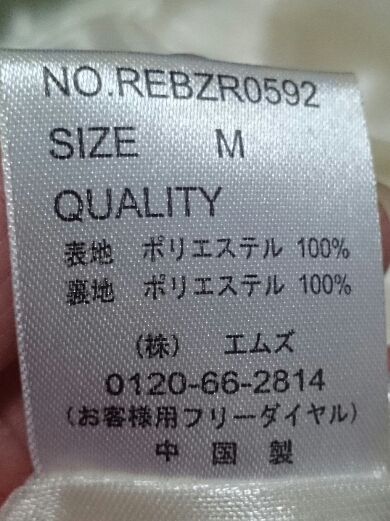 NO.REBZR0592
SIZE M
QUALITY
表地 ポリエステル 100%
裏地 ポリエステル 100%
(株) エムズ
0120-66-2814
(お客様用フリーダイヤル)
中国製